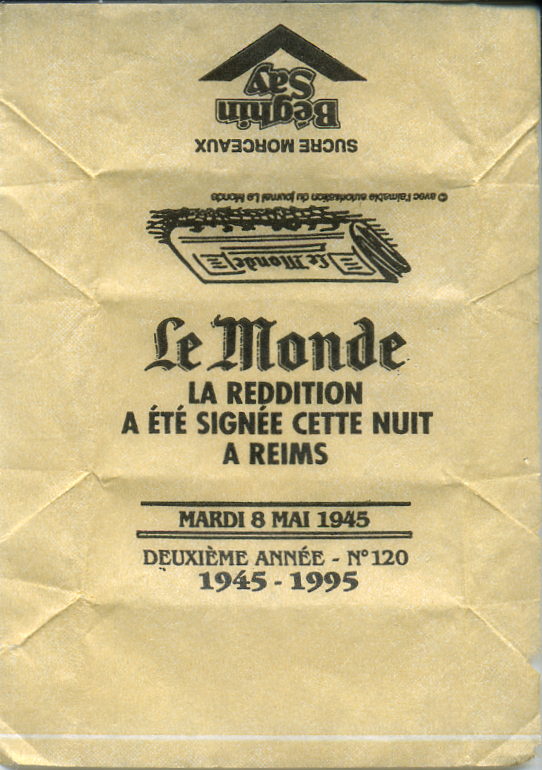 Béghin
Say
SUCRE MORCEAUX
© avec l'aimable autorisation du journal Le Monde
Le Monde
Le Monde
LA REDDITION
A ÉTÉ SIGNÉE CETTE NUIT
A REIMS
MARDI 8 MAI 1945
DEUXIÈME ANNÉE - N° 120
1945 - 1995